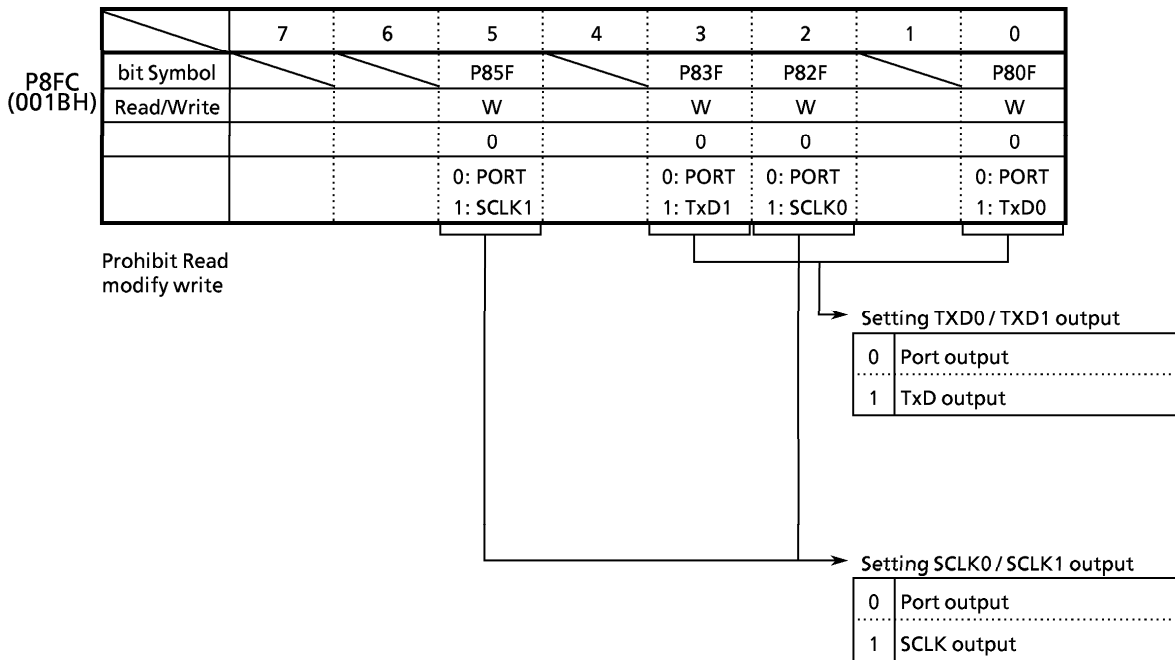 7 6 5 4 3 2 1 0
P8FC
(001BH)
bit Symbol P85F P83F P82F P80F
Read/Write W W W W
0 0 0 0
0: PORT 0: PORT 0: PORT 0: PORT
1: SCLK1 1: TxD1 1: SCLK0 1: TxD0
Prohibit Read
modify write
Setting TXD0 / TXD1 output
0 Port output
1 TxD output
Setting SCLK0 / SCLK1 output
0 Port output
1 SCLK output